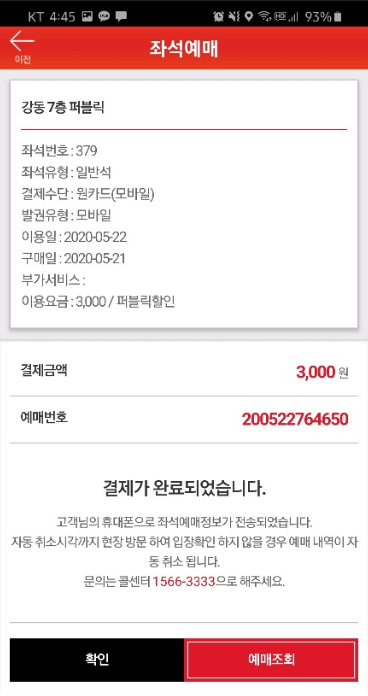 KT 4:45 93%
이전
좌석예매
강동 7층 퍼블릭
좌석번호 : 379
좌석유형 : 일반석
결제수단 : 원카드(모바일)
발권유형 : 모바일
이용일 : 2020-05-22
구매일 : 2020-05-21
부가서비스 :
이용요금 : 3,000 / 퍼블릭할인
결제금액 3,000 원
예매번호 200522764650
결제가 완료되었습니다.
고객님의 휴대폰으로 좌석예매정보가 전송되었습니다.
자동 취소시각까지 현장 방문 하여 입장확인 하지 않을 경우 예매 내역이 자
동 취소 됩니다.
문의는 콜센터 1566-3333으로 해주세요.
확인 예매조회